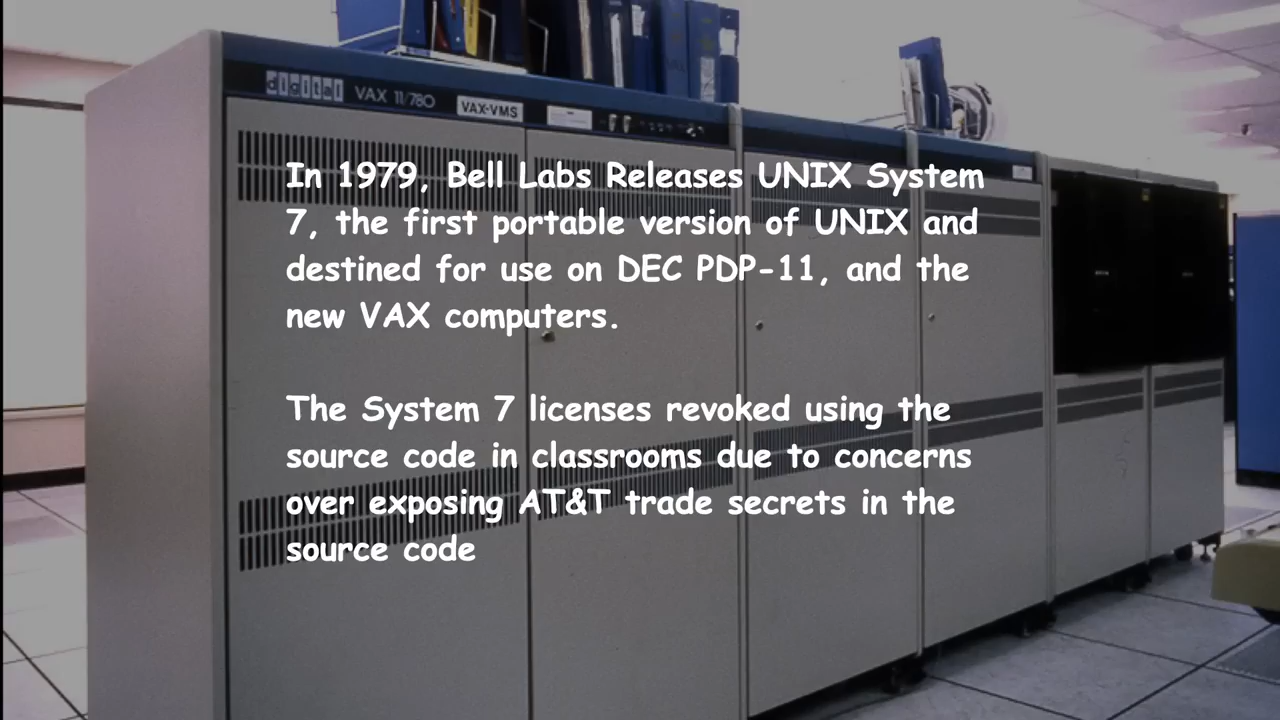 digital VAX 11/780 VAX-VMS
In 1979, Bell Labs Releases UNIX System
7, the first portable version of UNIX and
destined for use on DEC PDP-11, and the
new VAX computers.
The System 7 licenses revoked using the
source code in classrooms due to concerns
over exposing AT&T trade secrets in the
source code